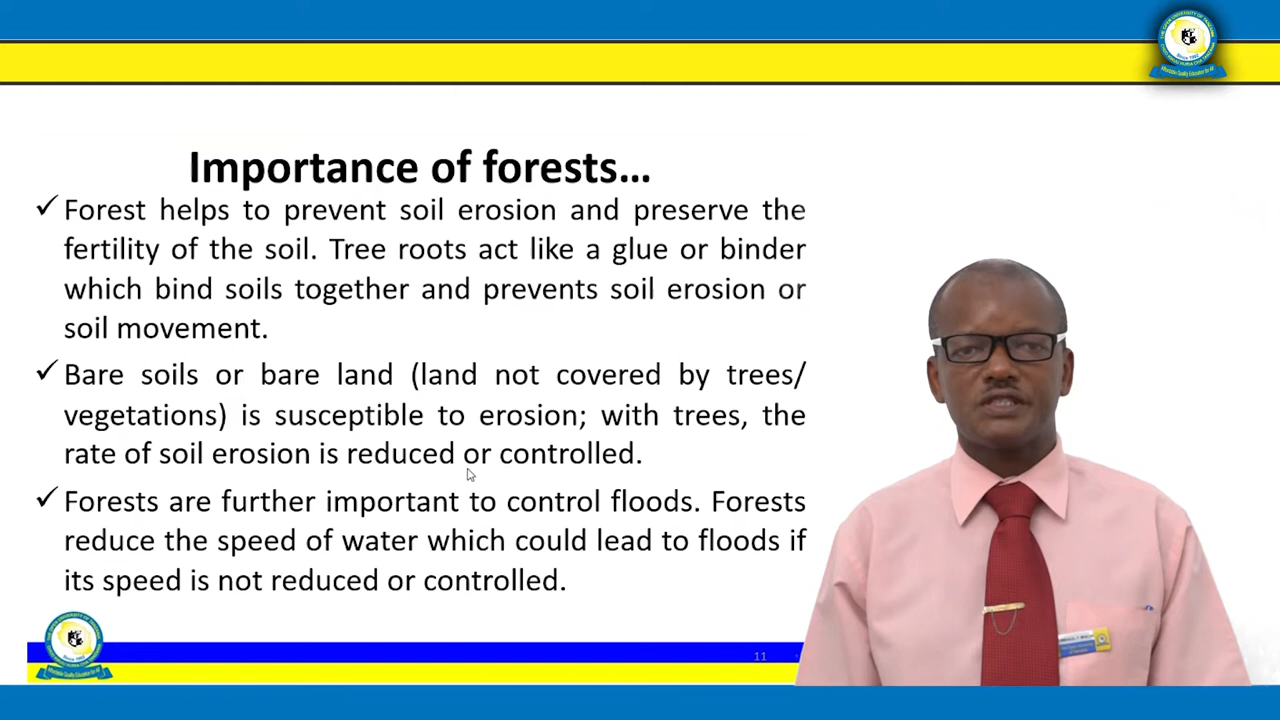 Importance of forests...
✓ Forest helps to prevent soil erosion and preserve the
fertility of the soil. Tree roots act like a glue or binder
which bind soils together and prevents soil erosion or
soil movement.
✓ Bare soils or bare land (land not covered by trees/
vegetations) is susceptible to erosion; with trees, the
rate of soil erosion is reduced or controlled.
✓ Forests are further important to control floods. Forests
reduce the speed of water which could lead to floods if
its speed is not reduced or controlled.
11